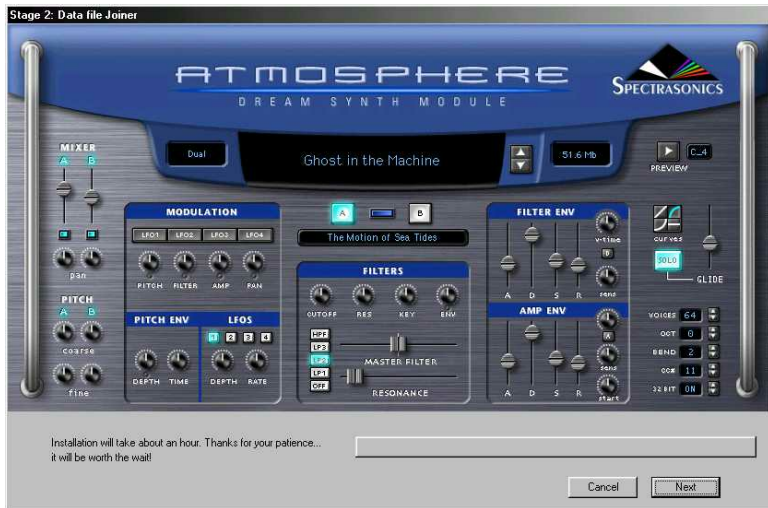 Stage 2: Data file Joiner
ATMOSPHERE
DREAM SYNTH MODULE
SPECTRASONICS
MIXER
A B
Dual
Ghost in the Machine
51.6 Mb
C_4
PREVIEW
MODULATION
LFO1 LFO2 LFO3 LFO4
PITCH FILTER AMP PAN
A B
The Motion of Sea Tides
FILTER ENV
v-time
D
sens
A D S R
curves
SOLO
GLIDE
pan
PITCH
A B
coarse
fine
PITCH ENV
DEPTH TIME
LFOS
1 2 3 4
DEPTH RATE
FILTERS
CUTOFF RES KEY ENV
HPF
LP3
LP2
LP1
OFF
MASTER FILTER
RESONANCE
AMP ENV
A
sens
start
A D S R
VOICES 64
OCT 0
BEND 2
CC# 11
32 BIT ON
Installation will take about an hour. Thanks for your patience...
it will be worth the wait!
Cancel Next